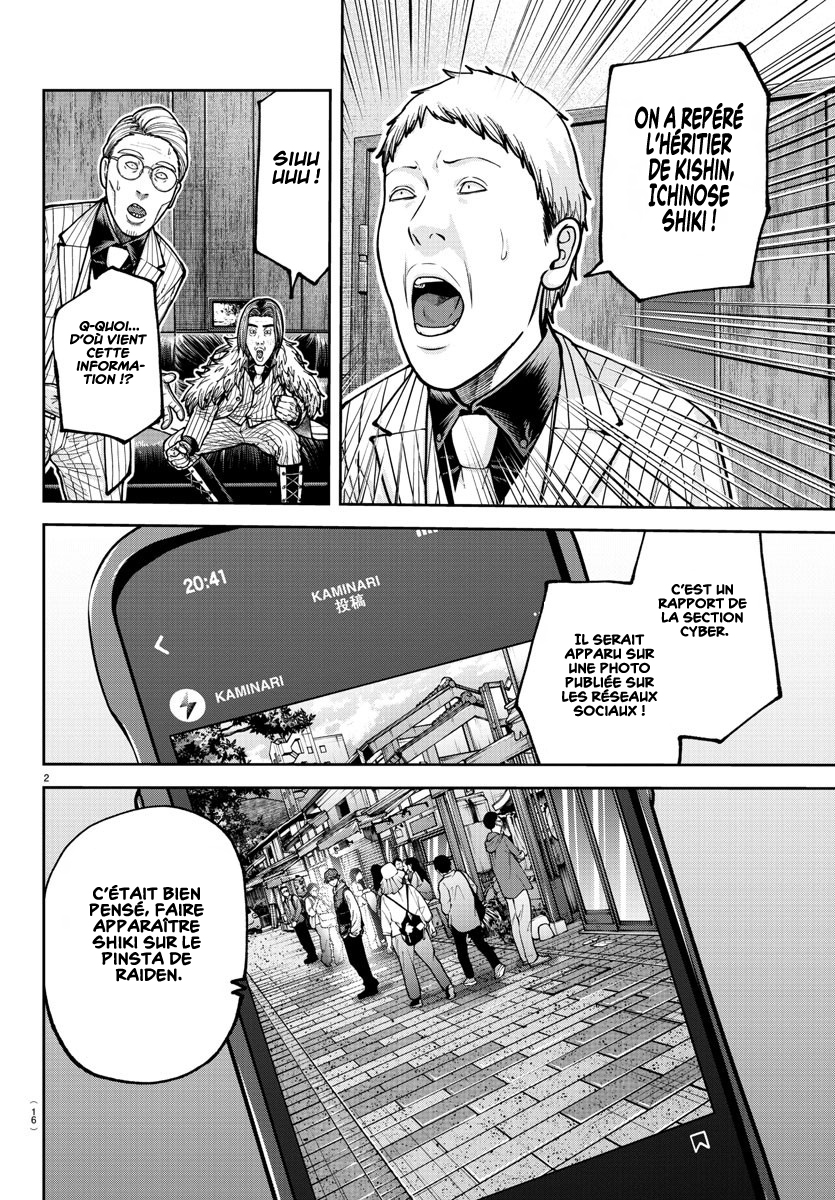 ON A REPÉRÉ
L'HÉRITIER
DE KISHIN,
ICHINOSE
SHIKI !
SIUU
UUU !
Q-QUOI...
D'OÙ VIENT
CETTE
INFORMA-
TION !?
C'EST UN
RAPPORT DE
LA SECTION
CYBER.
IL SERAIT
APPARU SUR
UNE PHOTO
PUBLIÉE SUR
LES RÉSEAUX
SOCIAUX !
20:41
KAMINARI
投稿
KAMINARI
2
C'ÉTAIT BIEN
PENSÉ, FAIRE
APPARAÎTRE
SHIKI SUR LE
PINSTA DE
RAIDEN.
(16)